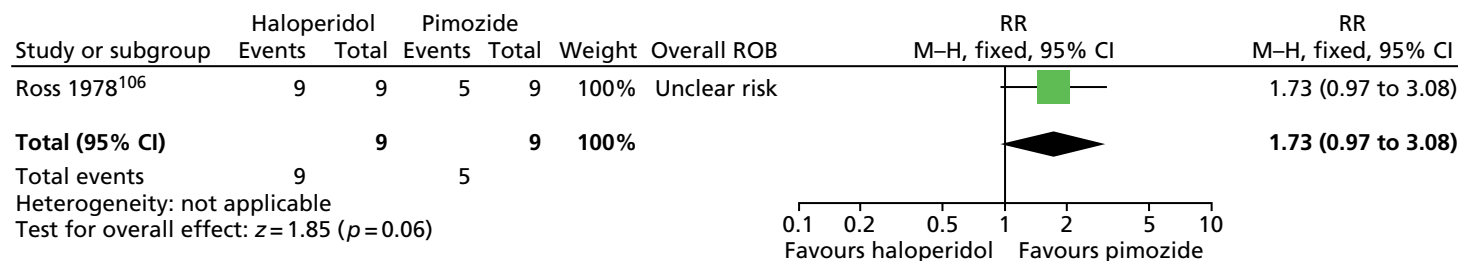 Haloperidol Pimozide RR RR
Study or subgroup Events Total Events Total Weight Overall ROB M–H, fixed, 95% CI M–H, fixed, 95% CI
Ross 1978106 9 9 5 9 100% Unclear risk 1.73 (0.97 to 3.08)
Total (95% CI) 9 9 100% 1.73 (0.97 to 3.08)
Total events 9 5
Heterogeneity: not applicable
Test for overall effect: z=1.85 (p=0.06)
0.1 0.2 0.5 1 2 5 10
Favours haloperidol Favours pimozide